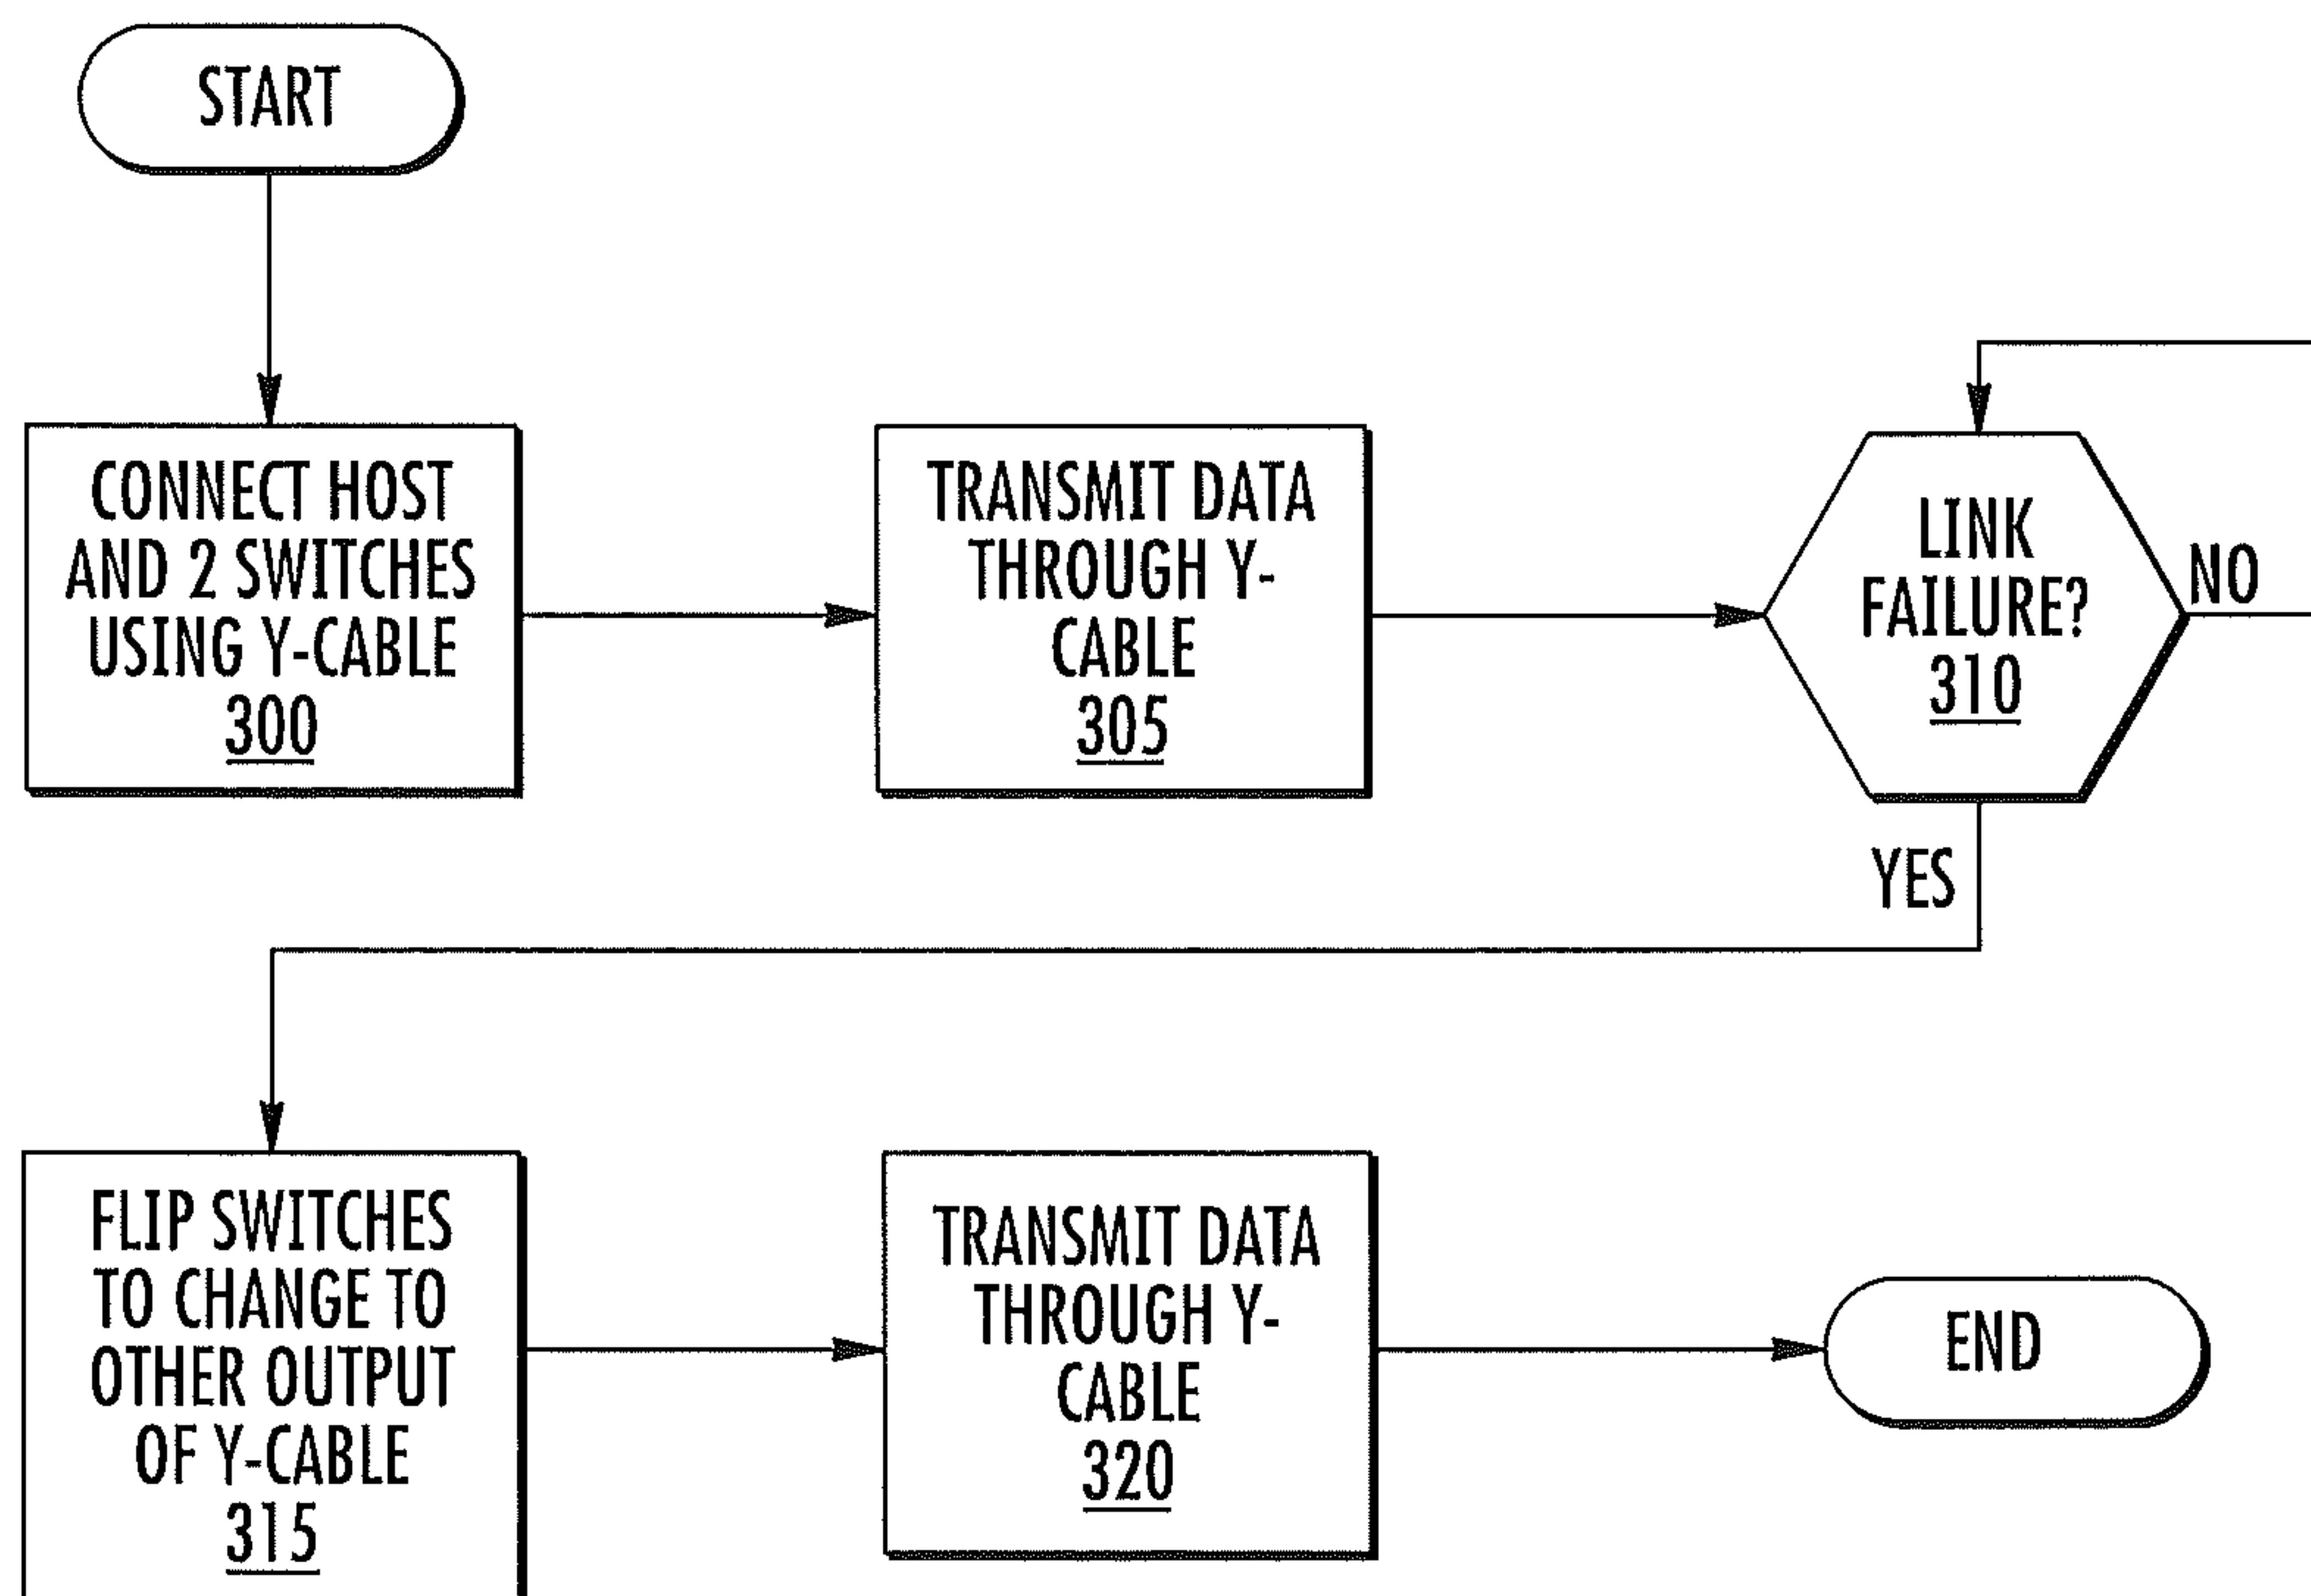 START
CONNECT HOST
AND 2 SWITCHES
USING Y-CABLE
300
TRANSMIT DATA
THROUGH Y-
CABLE
305
LINK
FAILURE?
310
NO
YES
FLIP SWITCHES
TO CHANGE TO
OTHER OUTPUT
OF Y-CABLE
315
TRANSMIT DATA
THROUGH Y-
CABLE
320
END